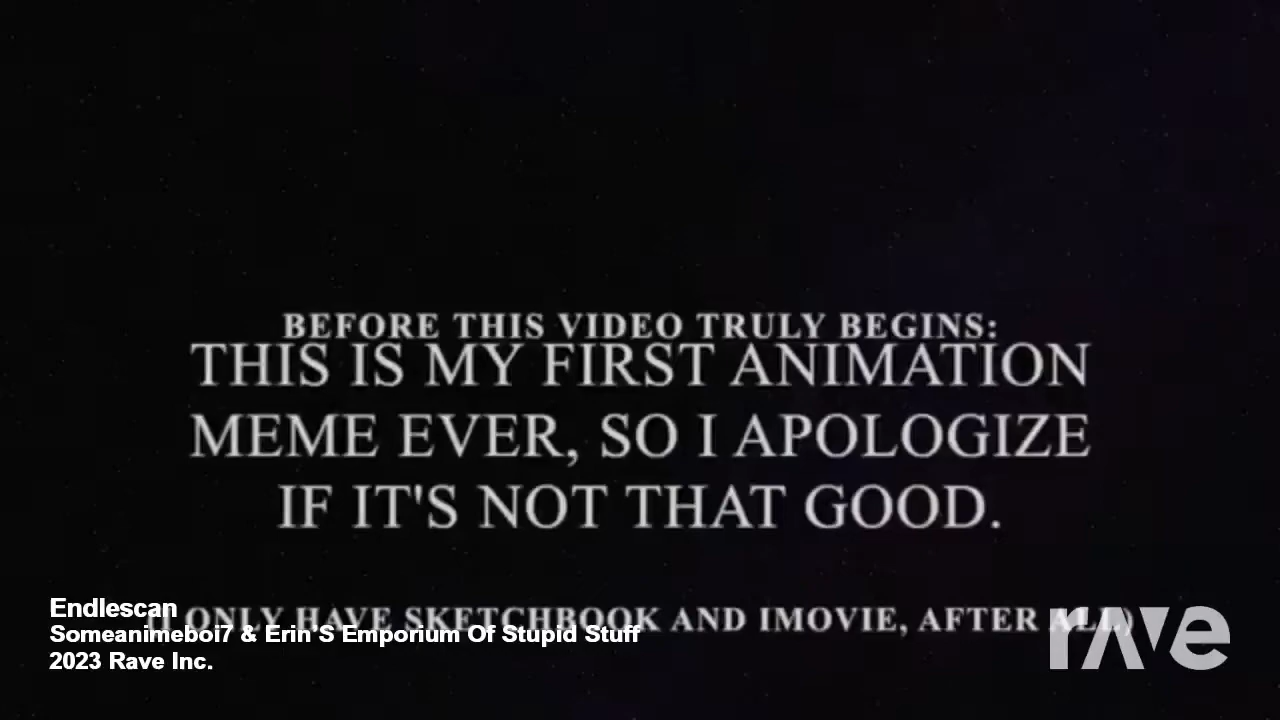 BEFORE THIS VIDEO TRULY BEGINS:
THIS IS MY FIRST ANIMATION
MEME EVER, SO I APOLOGIZE
IF IT'S NOT THAT GOOD.
(I ONLY HAVE SKETCHBOOK AND IMOVIE, AFTER ALL)
Endlescan
Someanimeboi7 & Erin'S Emporium Of Stupid Stuff
2023 Rave Inc.
rave